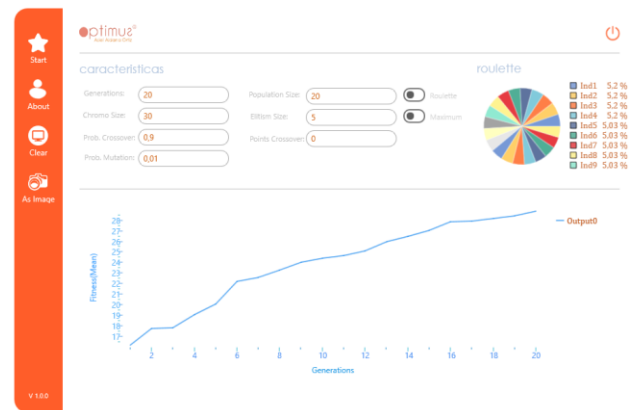 optimus
Start
About
Clear
As Image
V 1.0.0
características
Generations: 20
Population Size: 20
Roulette
Chromo Size: 30
Elitism Size: 5
Maximum
Prob. Crossover: 0,9
Points Crossover: 0
Prob. Mutation: 0,01
roulette
Ind1 5.2 %
Ind2 5.2 %
Ind3 5.2 %
Ind4 5.2 %
Ind5 5.03 %
Ind6 5.03 %
Ind7 5.03 %
Ind8 5.03 %
Ind9 5.03 %
Fitness(Mean)
28
27
26
25
24
23
22
21
20
19
18
17
2 4 6 8 10 12 14 16 18 20
Generations
Output0